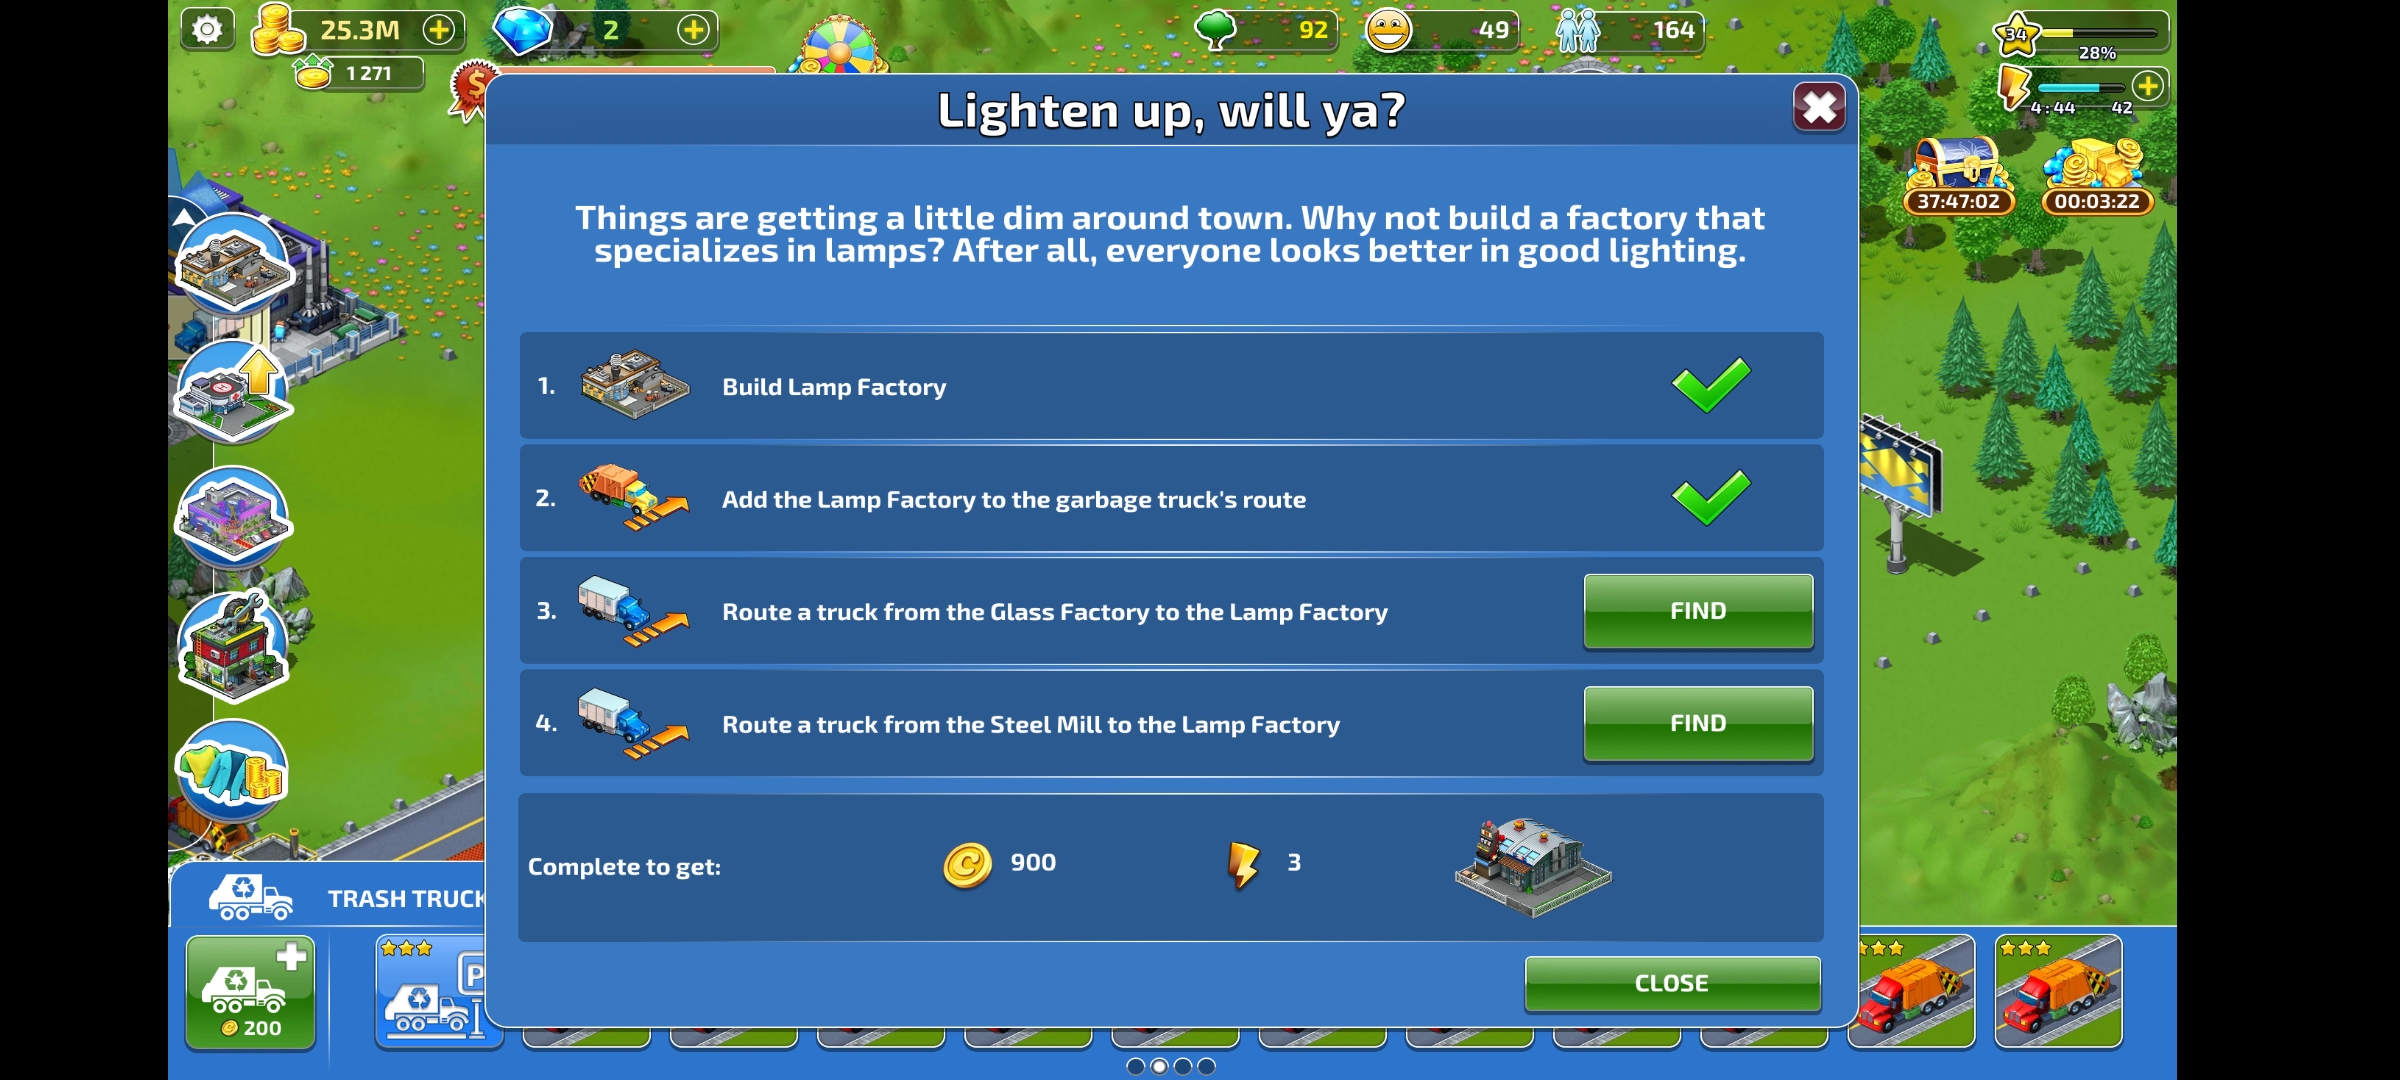 25.3M
2
92
49
164
34
28%
1 271
4:44
42
37:47:02
00:03:22
Lighten up, will ya?
Things are getting a little dim around town. Why not build a factory that
specializes in lamps? After all, everyone looks better in good lighting.
1. Build Lamp Factory
2. Add the Lamp Factory to the garbage truck's route
3. Route a truck from the Glass Factory to the Lamp Factory FIND
4. Route a truck from the Steel Mill to the Lamp Factory FIND
Complete to get: 900 3
TRASH TRUCK
CLOSE
200
P